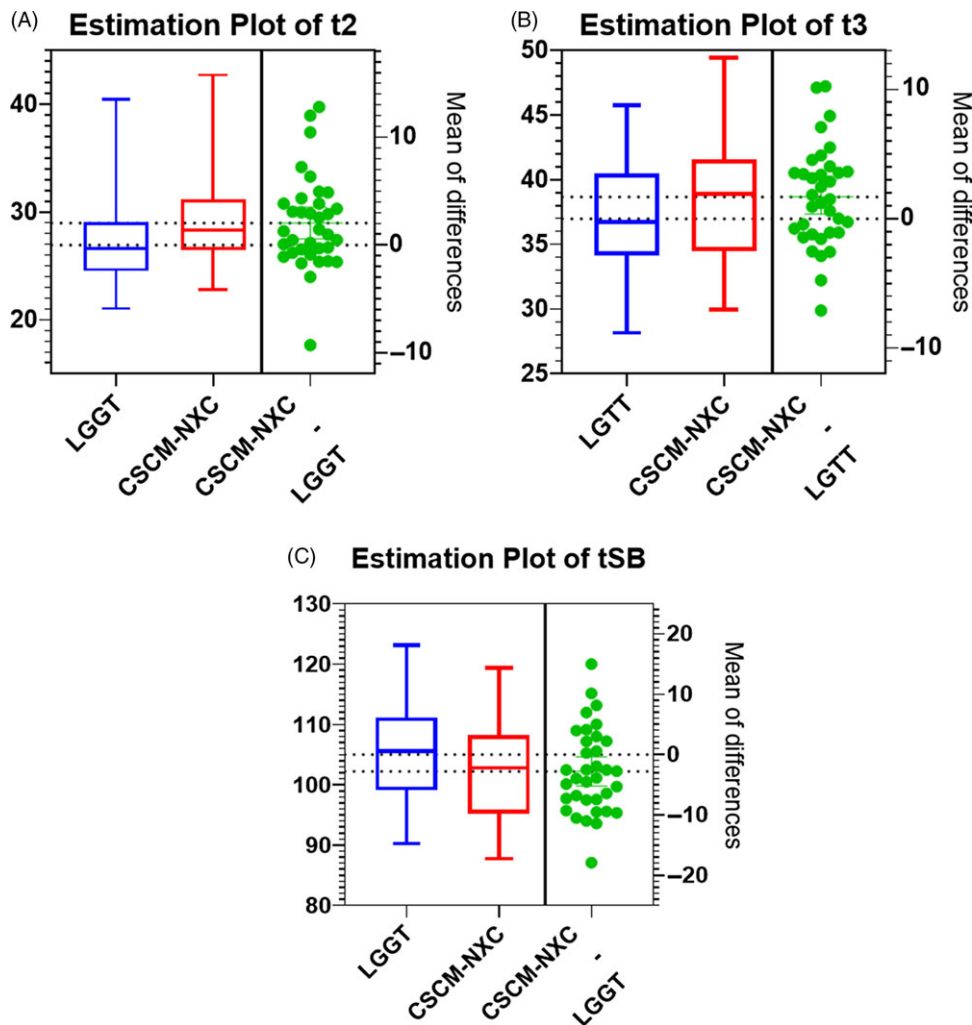 (A) Estimation Plot of t2
40
30
20
10
0
–10
Mean of differences
LGGT
CSCM-NXC
CSCM-NXC
-
LGGT
(B) Estimation Plot of t3
50
45
40
35
30
25
10
0
–10
Mean of differences
LGTT
CSCM-NXC
CSCM-NXC
-
LGTT
(C) Estimation Plot of tSB
130
120
110
100
90
80
20
10
0
–10
–20
Mean of differences
LGGT
CSCM-NXC
CSCM-NXC
-
LGGT